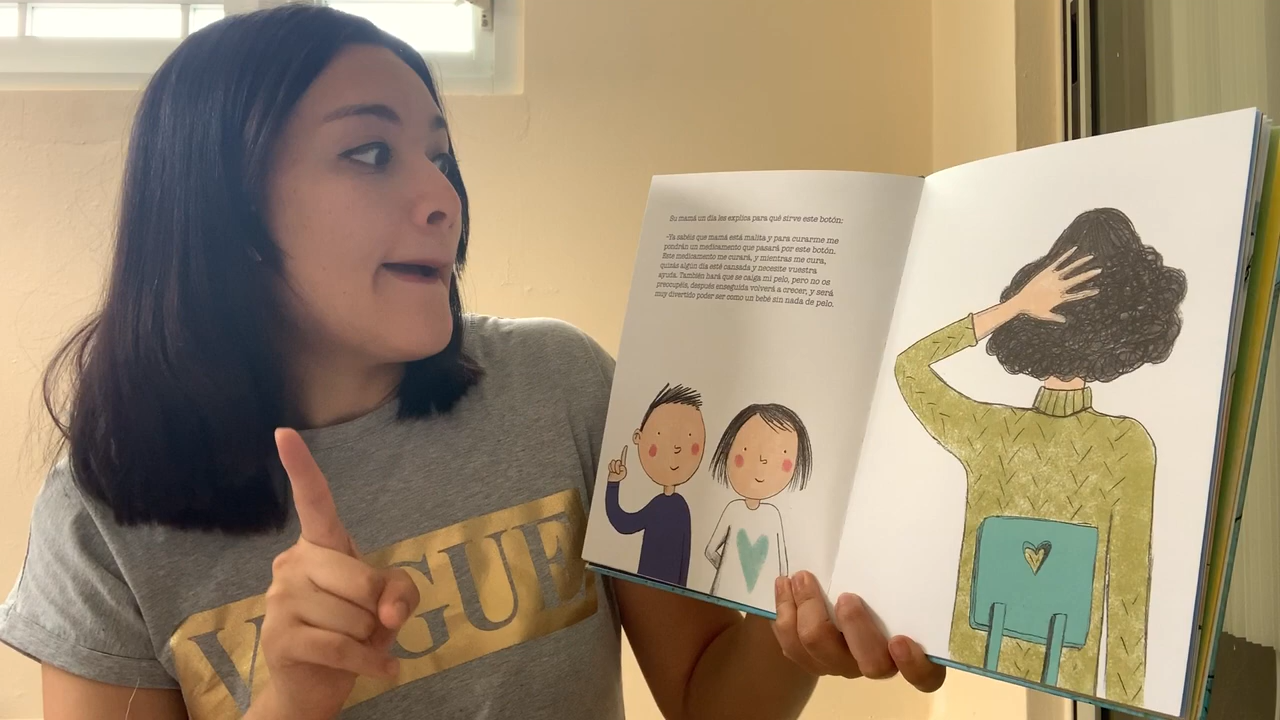 Su mamá un día les explica para qué sirve este botón:
-Ya sabéis que mamá está malita y para curarme me
pondrán un medicamento que pasará por este botón.
Este medicamento me curará, y mientras me cura,
quizás algún día esté cansada y necesite vuestra
ayuda. También hará que se caiga mi pelo, pero no os
preocupéis, después enseguida volverá a crecer, y será
muy divertido poder ser como un bebé sin nada de pelo.
VOGUE